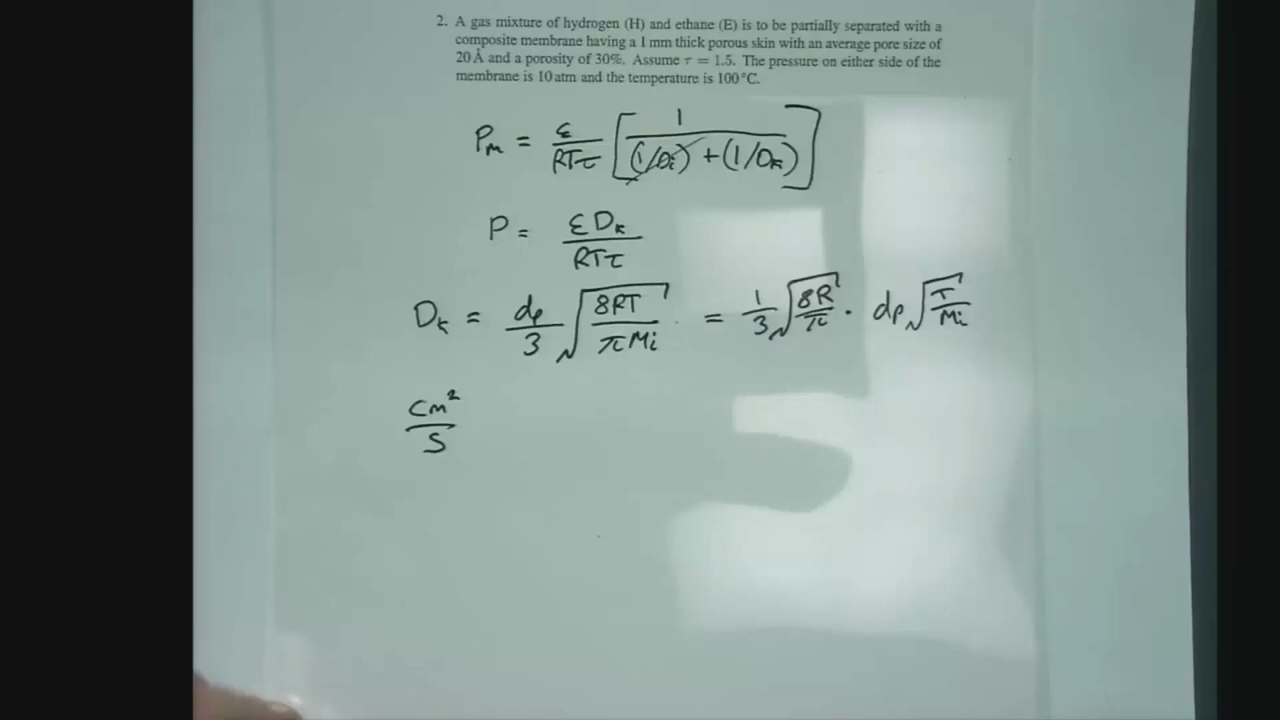 2. A gas mixture of hydrogen (H) and ethane (E) is to be partially separated with a
composite membrane having a 1 mm thick porous skin with an average pore size of
20 Å and a porosity of 30%. Assume τ = 1.5. The pressure on either side of the
membrane is 10 atm and the temperature is 100 °C.
Pm = ε/RTτ [1/((1/Di) + (1/Dk))]
P = εDk/RTτ
Dk = dp/3 √(8RT/πMi) = 1/3 √(8R/π) · dp √(T/Mi)
cm²/s